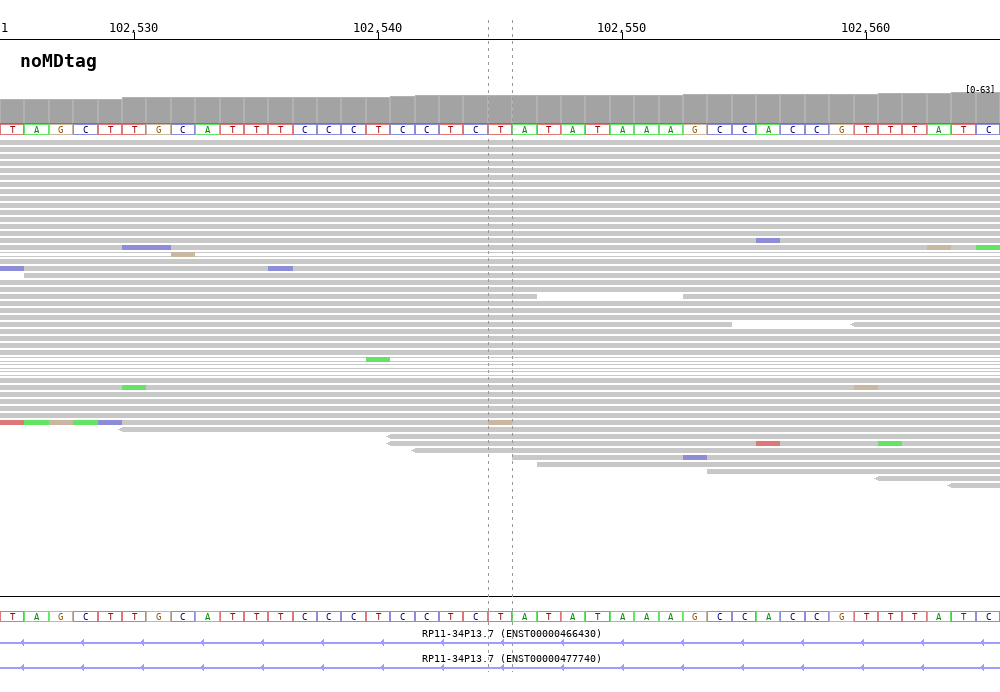 1 102,530 102,540 102,550 102,560
noMDtag
[0-63]
T A G C T T G C A T T T C C C T C C T C T A T A T A A A G C C A C C G T T T A T C
T A G C T T G C A T T T C C C T C C T C T A T A T A A A G C C A C C G T T T A T C
RP11-34P13.7 (ENST00000466430)
RP11-34P13.7 (ENST00000477740)